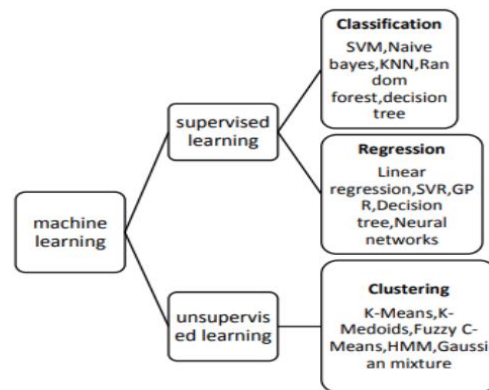 machine
learning
supervised
learning
unsupervis
ed learning
Classification
SVM,Naive
bayes,KNN,Ran
dom
forest,decision
tree
Regression
Linear
regression,SVR,GP
R,Decision
tree,Neural
networks
Clustering
K-Means,K-
Medoids,Fuzzy C-
Means,HMM,Gaussi
an mixture